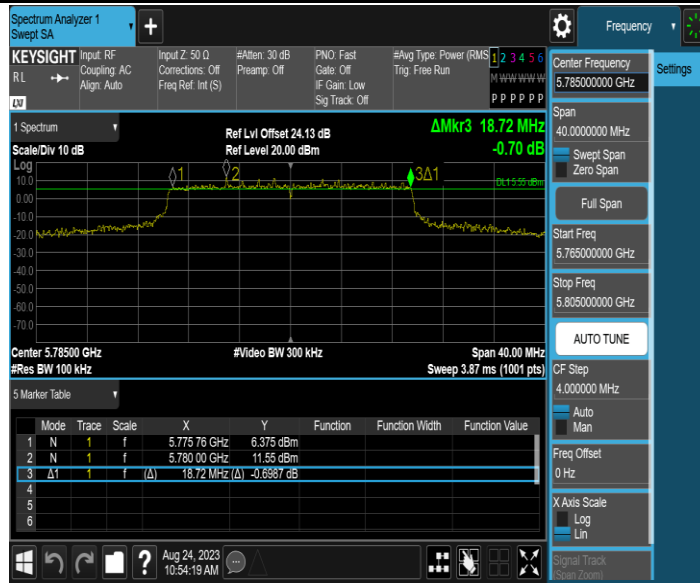 Spectrum Analyzer 1
Swept SA
+
Frequency
KEYSIGHT
RL
LXI
Input: RF
Coupling: AC
Align: Auto
Input Z: 50 Ω
Corrections: Off
Freq Ref: Int (S)
#Atten: 30 dB
Preamp: Off
PNO: Fast
Gate: Off
IF Gain: Low
Sig Track: Off
#Avg Type: Power (RMS
Trig: Free Run
1 2 3 4 5 6
M W W W W W
P P P P P P
Center Frequency
5.785000000 GHz
Settings
Span
40.0000000 MHz
Swept Span
Zero Span
Full Span
Start Freq
5.765000000 GHz
Stop Freq
5.805000000 GHz
AUTO TUNE
CF Step
4.000000 MHz
Auto
Man
Freq Offset
0 Hz
X Axis Scale
Log
Lin
Signal Track
(Span Zoom)
1 Spectrum
Scale/Div 10 dB
Ref Lvl Offset 24.13 dB
Ref Level 20.00 dBm
ΔMkr3 18.72 MHz
-0.70 dB
Log
10.0
0.00
-10.0
-20.0
-30.0
-40.0
-50.0
-60.0
-70.0
1
2
3Δ1
DL1 5.55 dBm
Center 5.78500 GHz
#Res BW 100 kHz
#Video BW 300 kHz
Span 40.00 MHz
Sweep 3.87 ms (1001 pts)
5 Marker Table
Mode Trace Scale X Y Function Function Width Function Value
1 N 1 f 5.775 76 GHz 6.375 dBm
2 N 1 f 5.780 00 GHz 11.55 dBm
3 Δ1 1 f (Δ) 18.72 MHz (Δ) -0.6987 dB
4
5
6
?
Aug 24, 2023
10:54:19 AM